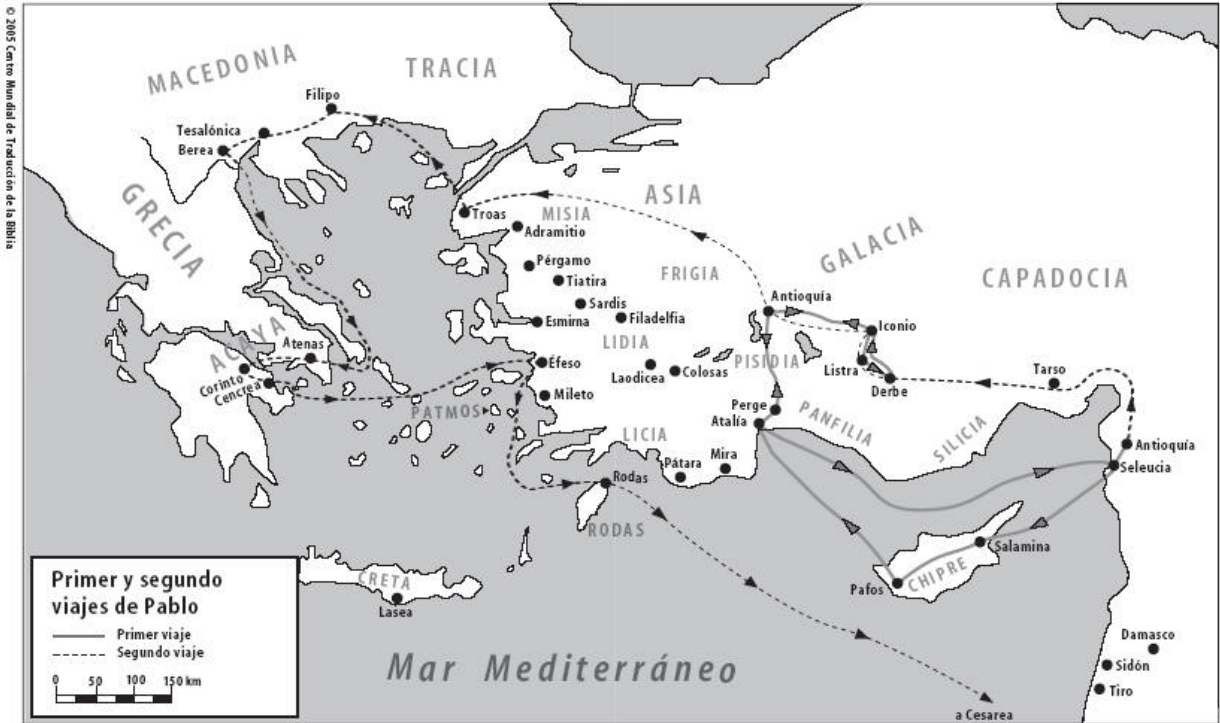 © 2005 Centro Mundial de Traducción de la Biblia
MACEDONIA
TRACIA
Filipo
Tesalónica
Berea
GRECIA
ASIA
Troas
MISIA
Adramitio
GALACIA
Pérgamo
Tiatira
FRIGIA
CAPADOCIA
Sardis
Antioquía
Esmirna
Filadelfia
Iconio
ACAYA
Atenas
LIDIA
Éfeso
PISIDIA
Laodicea
Colosas
Listra
Derbe
Tarso
Corinto
Cencrea
Mileto
PATMOS
Perge
Atalía
PANFILIA
SILICIA
LICIA
Antioquía
Seleucia
Pátara
Mira
Rodas
RODAS
Salamina
CHIPRE
Pafos
CRETA
Lasea
Damasco
Sidón
Tiro
Mar Mediterráneo
a Cesarea
Primer y segundo
viajes de Pablo
Primer viaje
Segundo viaje
0 50 100 150 km